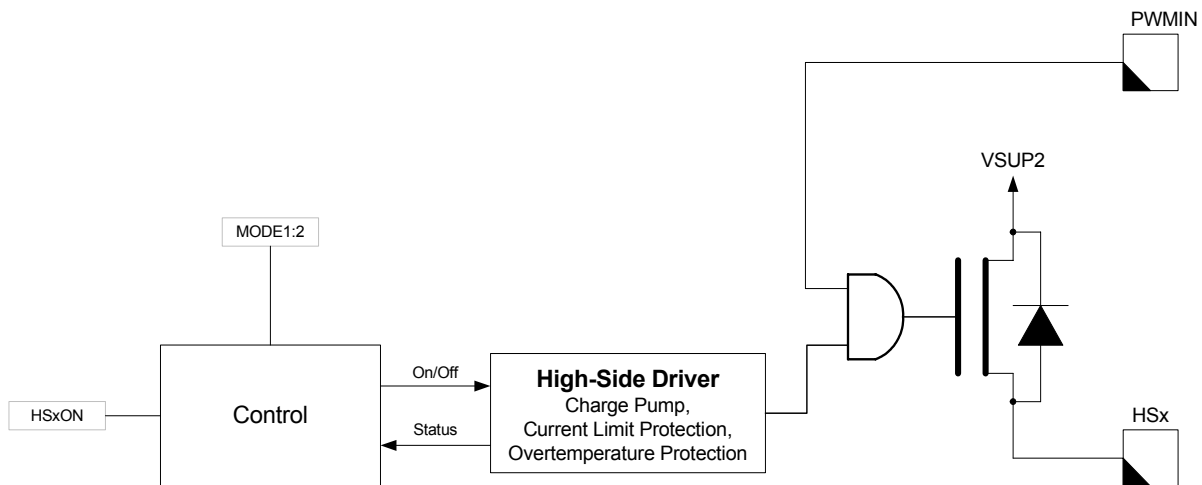 PWMIN
VSUP2
MODE1:2
On/Off
High-Side Driver
Charge Pump,
Current Limit Protection,
Overtemperature Protection
HSxON
Control
Status
HSx